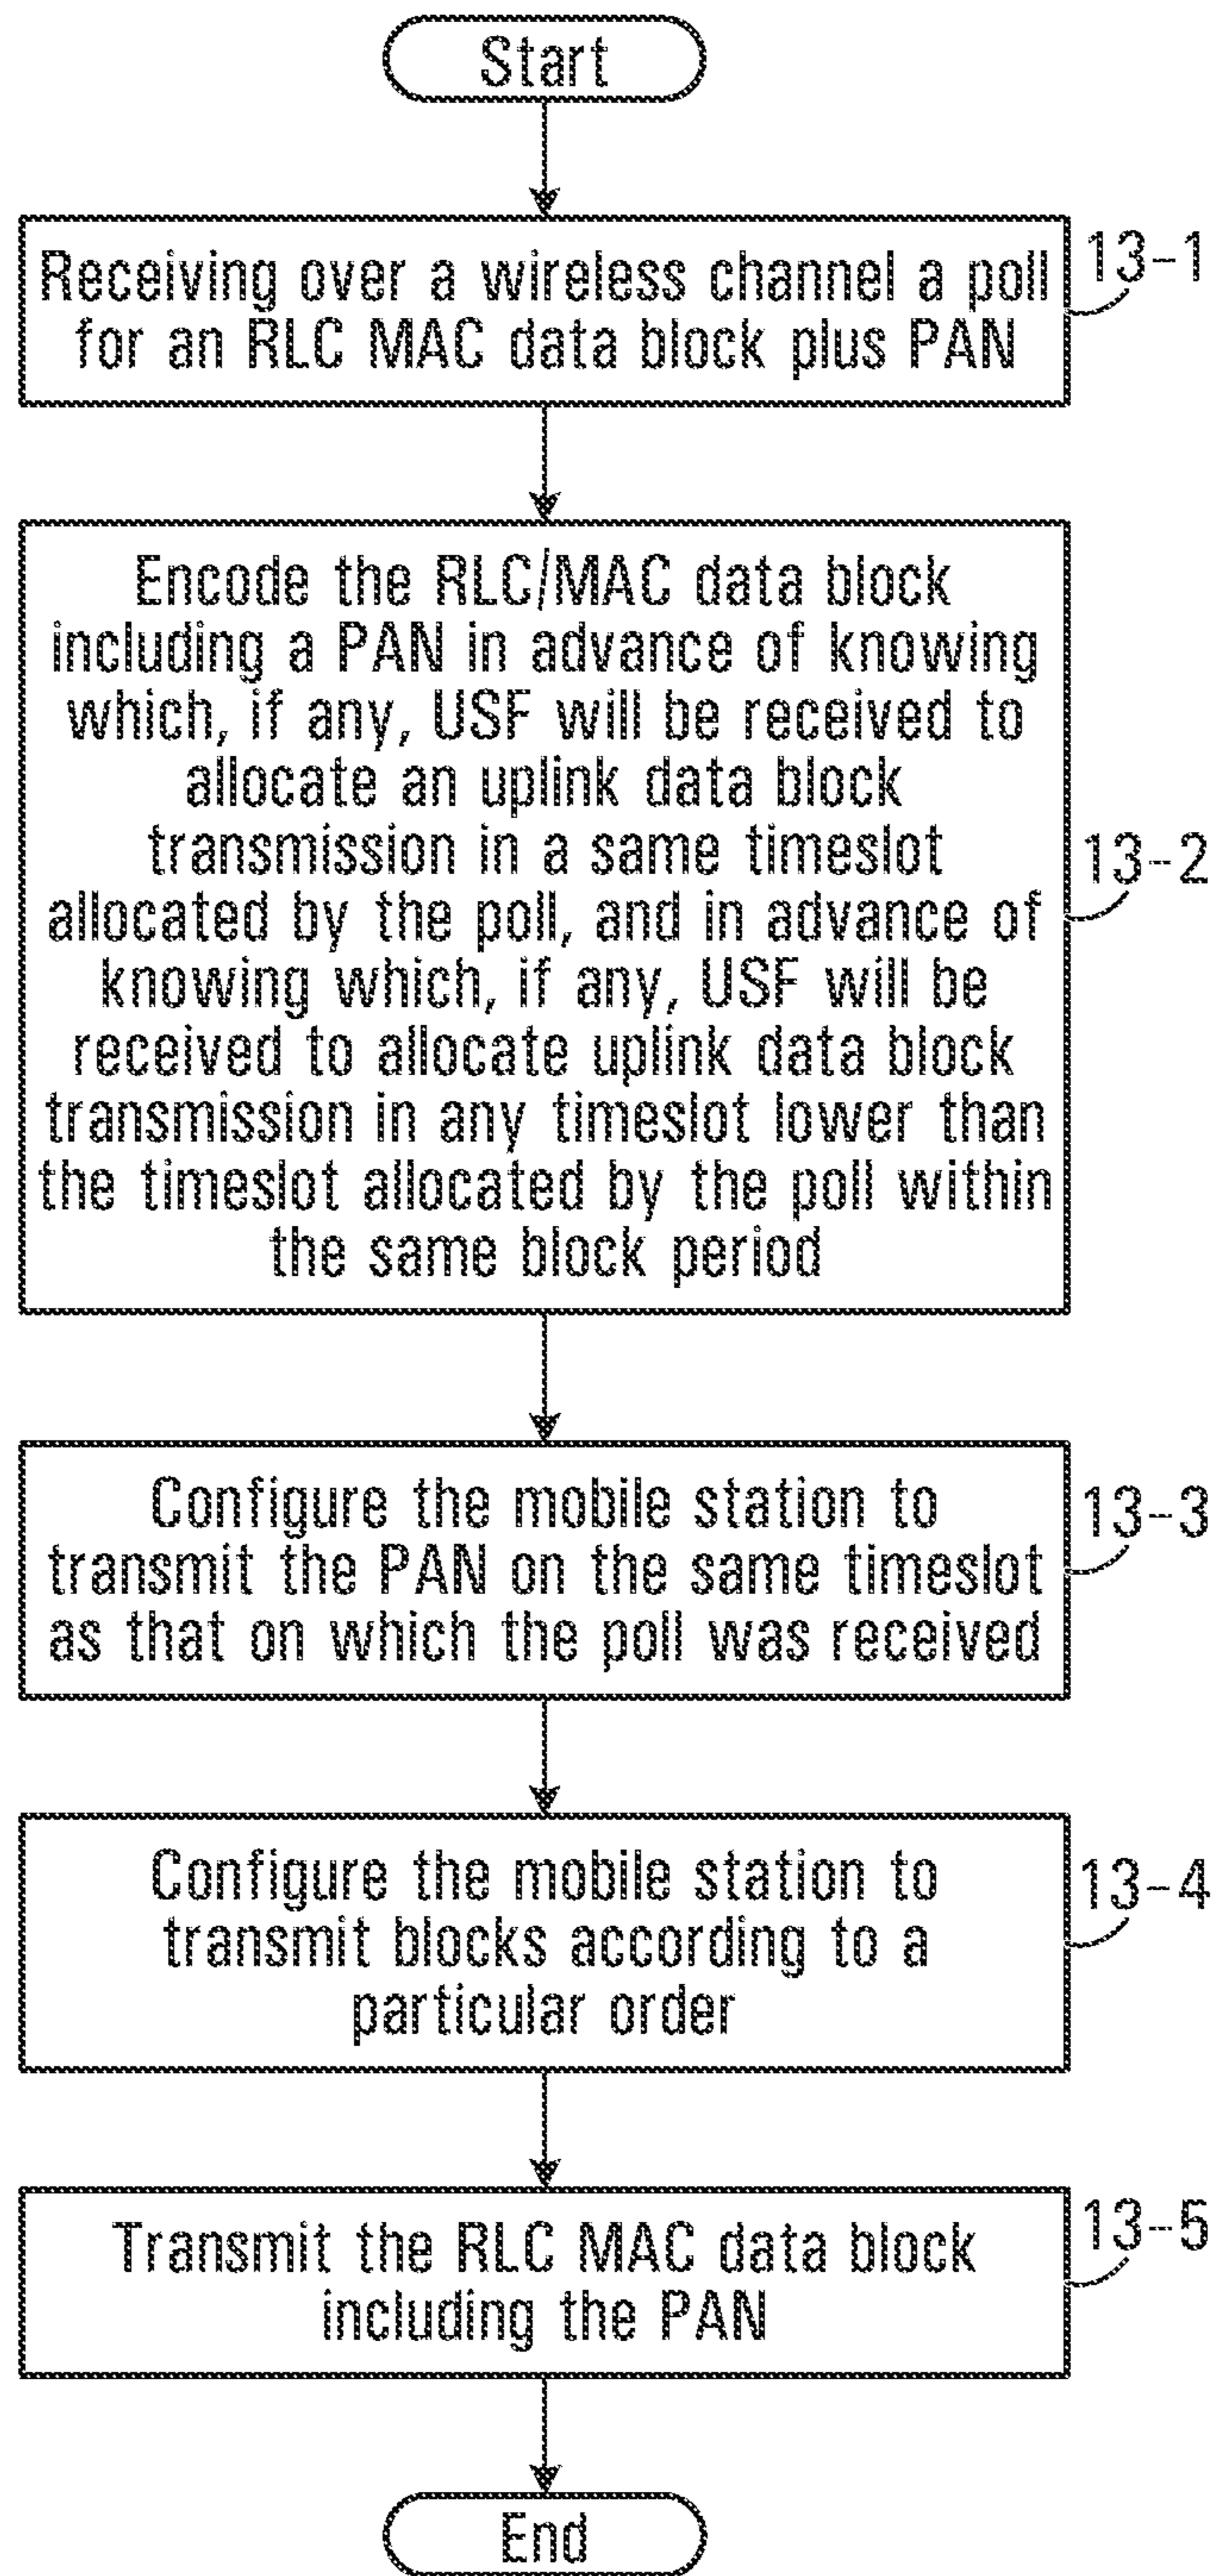 Start
Receiving over a wireless channel a poll
for an RLC MAC data block plus PAN
13-1
Encode the RLC/MAC data block
including a PAN in advance of knowing
which, if any, USF will be received to
allocate an uplink data block
transmission in a same timeslot
allocated by the poll, and in advance of
knowing which, if any, USF will be
received to allocate uplink data block
transmission in any timeslot lower than
the timeslot allocated by the poll within
the same block period
13-2
Configure the mobile station to
transmit the PAN on the same timeslot
as that on which the poll was received
13-3
Configure the mobile station to
transmit blocks according to a
particular order
13-4
Transmit the RLC MAC data block
including the PAN
13-5
End